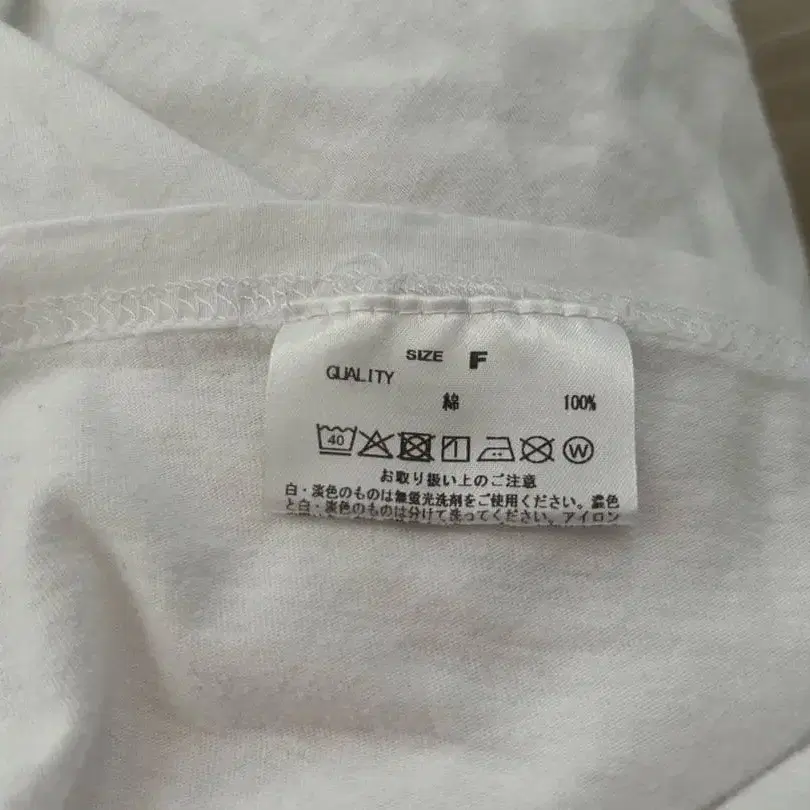 SIZE F
QUALITY
綿 100%
40 W
お取り扱い上のご注意
白・淡色のものは無蛍光洗剤をご使用ください。濃色
と白・淡色のものは分けて洗ってください。アイロン